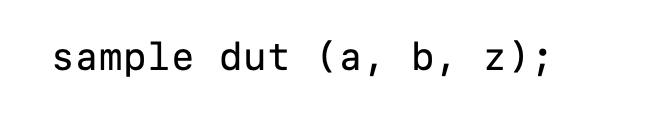 sample dut (a, b, z);